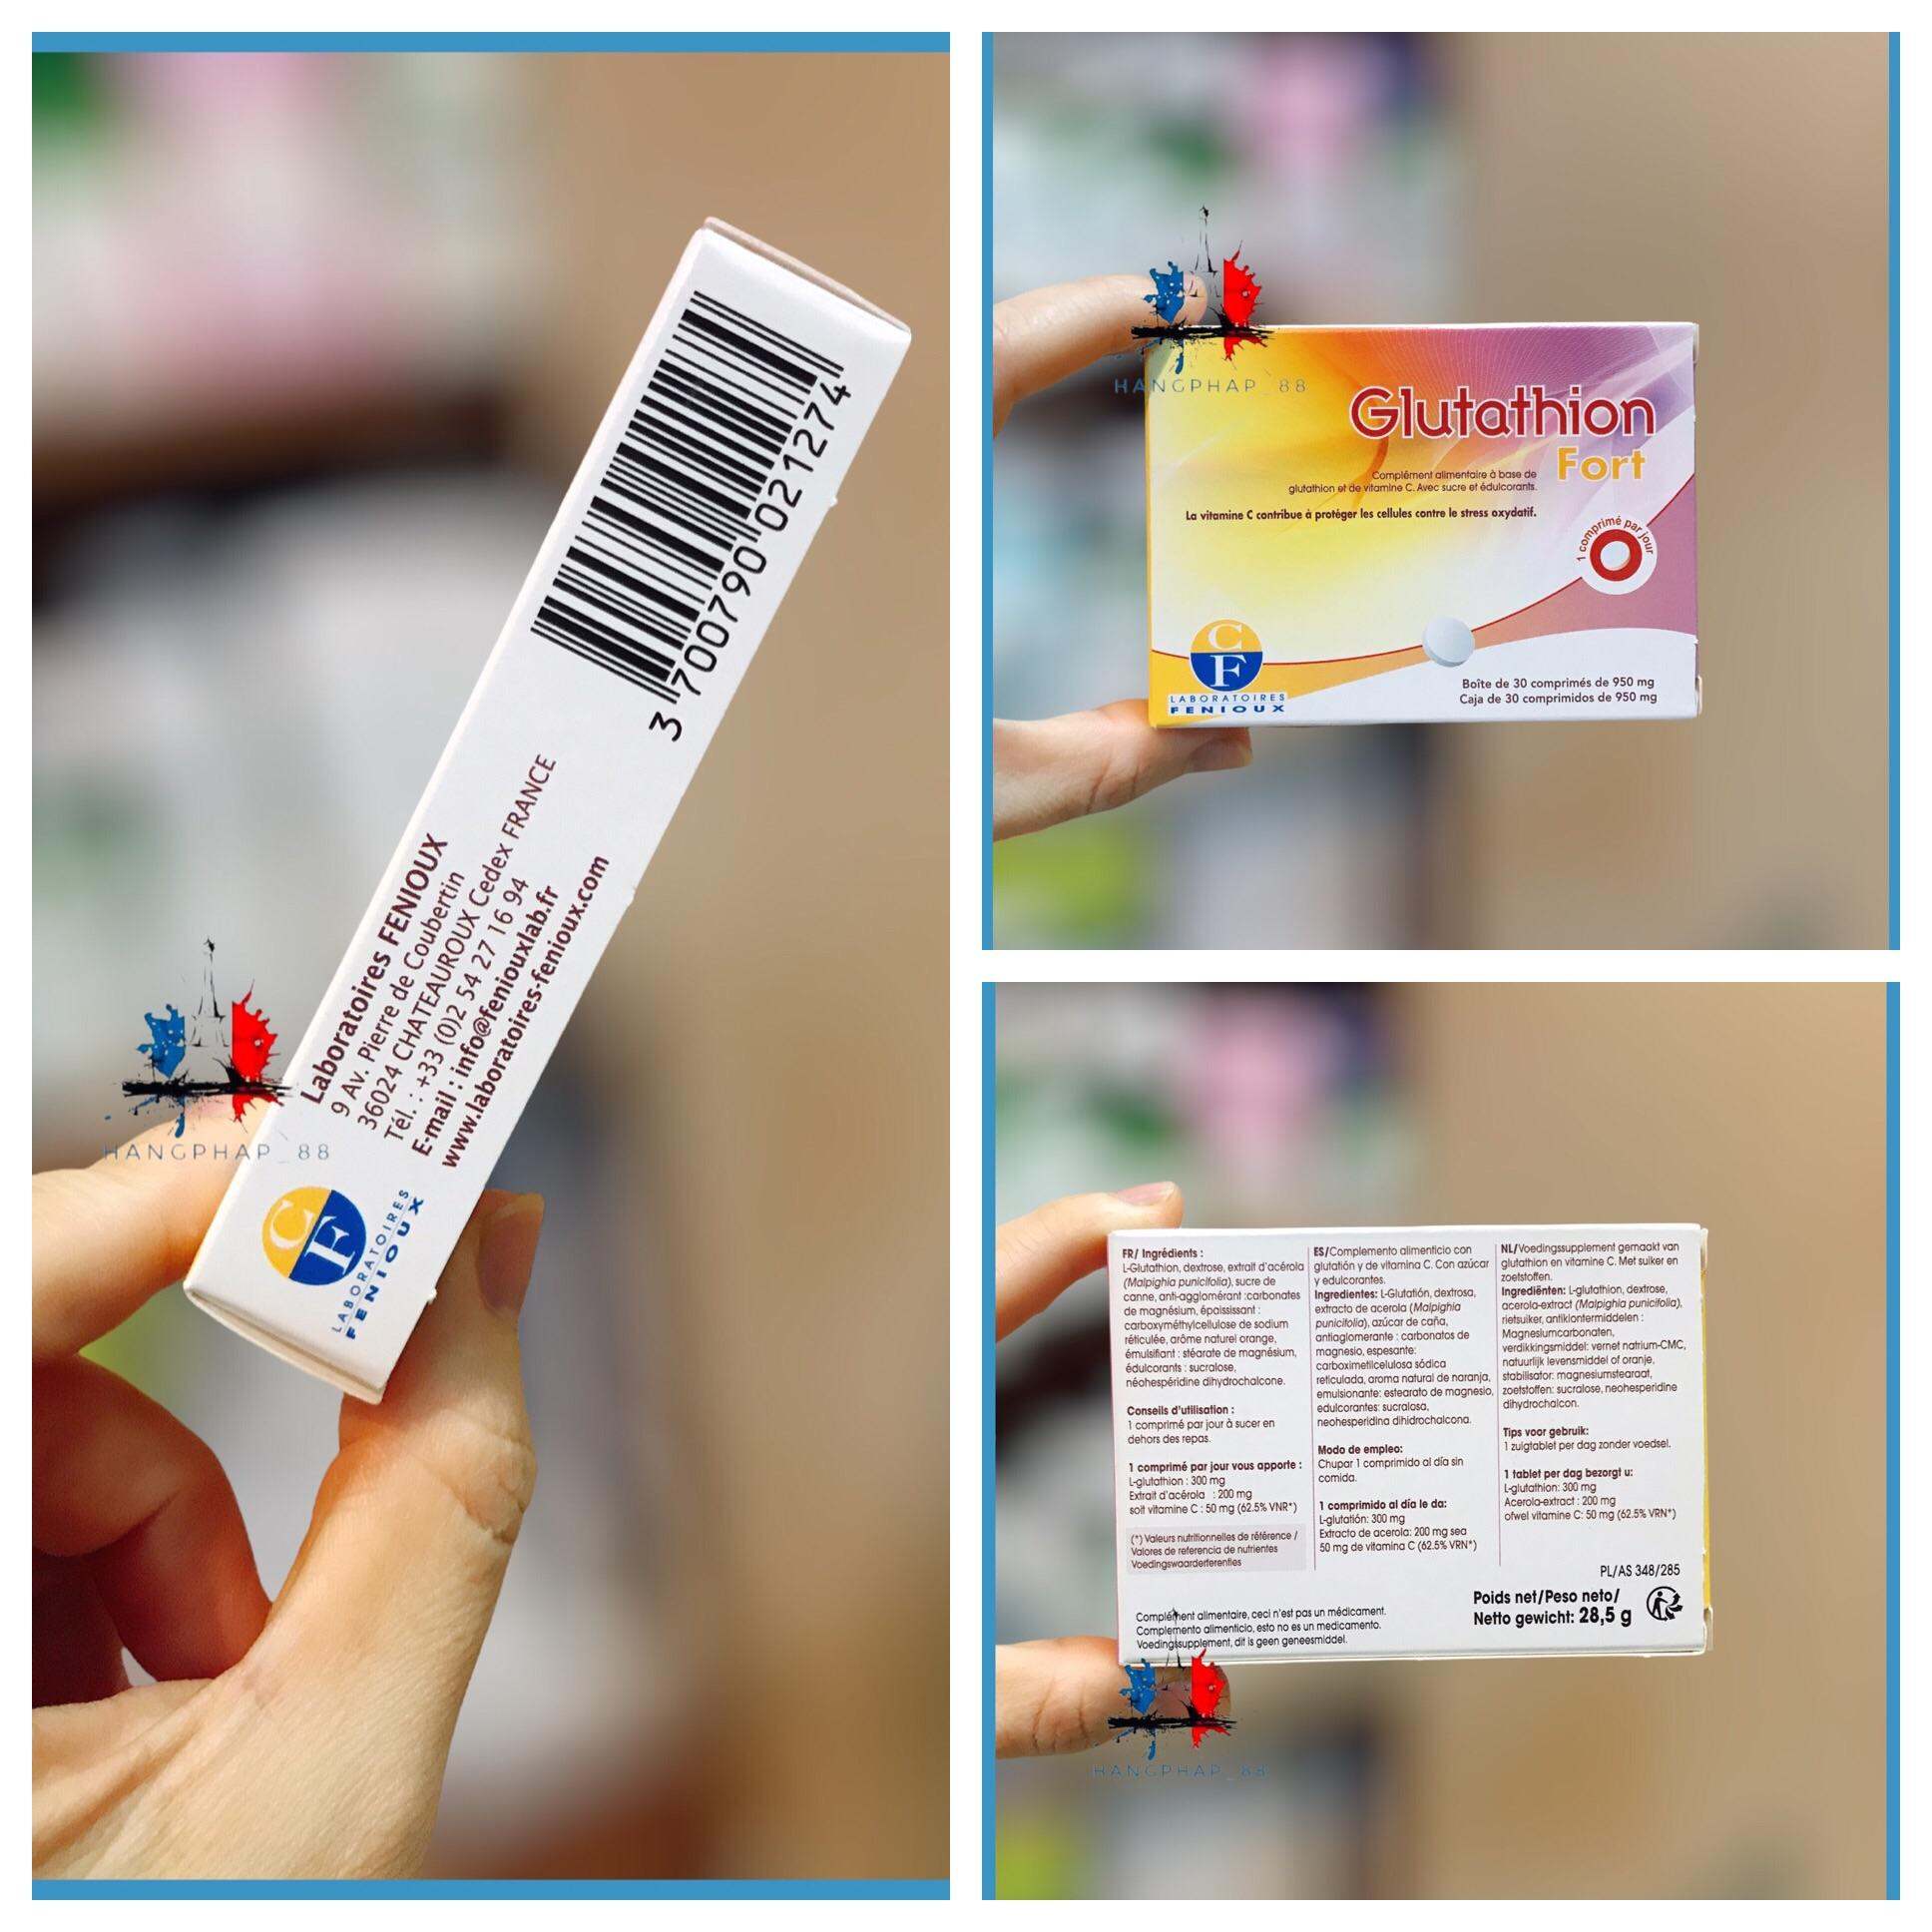 3 700790 021274
Laboratoires FENIOUX
9 Av. Pierre de Coubertin
36024 CHATEAUROUX Cedex FRANCE
Tél. : +33 (0)2 54 27 16 94
E-mail : info@feniouxlab.fr
www.laboratoires-fenioux.com
HANGPHAP_88
CF
LABORATOIRES
FENIOUX
HANGPHAP_88
Glutathion
Fort
Complément alimentaire à base de
glutathion et de vitamine C. Avec sucre et édulcorants.
La vitamine C contribue à protéger les cellules contre le stress oxydatif.
1 comprimé par jour
CF
LABORATOIRES
FENIOUX
Boîte de 30 comprimés de 950 mg
Caja de 30 comprimidos de 950 mg
FR/ Ingrédients :
L-Glutathion, dextrose, extrait d'acérola
(Malpighia punicifolia), sucre de
canne, anti-agglomérant :carbonates
de magnésium, épaississant :
carboxyméthylcellulose de sodium
réticulée, arôme naturel orange,
émulsifiant : stéarate de magnésium,
édulcorants : sucralose,
néohespéridine dihydrochalcone.
Conseils d'utilisation :
1 comprimé par jour à sucer en
dehors des repas.
1 comprimé par jour vous apporte :
L-glutathion : 300 mg
Extrait d'acérola : 200 mg
soit vitamine C : 50 mg (62.5% VNR*)
(*) Valeurs nutritionnelles de référence /
Valores de referencia de nutrientes
Voedingswaarderferenties
ES/Complemento alimenticio con
glutatión y de vitamina C. Con azúcar
y edulcorantes.
Ingredientes: L-Glutatión, dextrosa,
extracto de acerola (Malpighia
punicifolia), azúcar de caña,
antiaglomerante : carbonatos de
magnesio, espesante:
carboximetilcelulosa sódica
reticulada, aroma natural de naranja,
emulsionante: estearato de magnesio,
edulcorantes: sucralosa,
neohesperidina dihidrochalcona.
Modo de empleo:
Chupar 1 comprimido al día sin
comida.
1 comprimido al día le da:
L-glutatión: 300 mg
Extracto de acerola: 200 mg sea
50 mg de vitamina C (62.5% VRN*)
NL/Voedingssupplement gemaakt van
glutathion en vitamine C. Met suiker en
zoetstoffen.
Ingrediënten: L-glutathion, dextrose,
acerola-extract (Malpighia punicifolia),
rietsuiker, antiklontermiddelen :
Magnesiumcarbonaten,
verdikkingsmiddel: vernet natrium-CMC,
natuurlijk levensmiddel of oranje,
stabilisator: magnesiumstearaat,
zoetstoffen: sucralose, neohesperidine
dihydrochalcon.
Tips voor gebruik:
1 zuigtablet per dag zonder voedsel.
1 tablet per dag bezorgt u:
L-glutathion: 300 mg
Acerola-extract : 200 mg
ofwel vitamine C: 50 mg (62.5% VRN*)
PL/AS 348/285
Poids net/Peso neto/
Netto gewicht: 28,5 g
Complément alimentaire, ceci n'est pas un médicament.
Complemento alimenticio, esto no es un medicamento.
Voedingssupplement, dit is geen geneesmiddel.
HANGPHAP_88